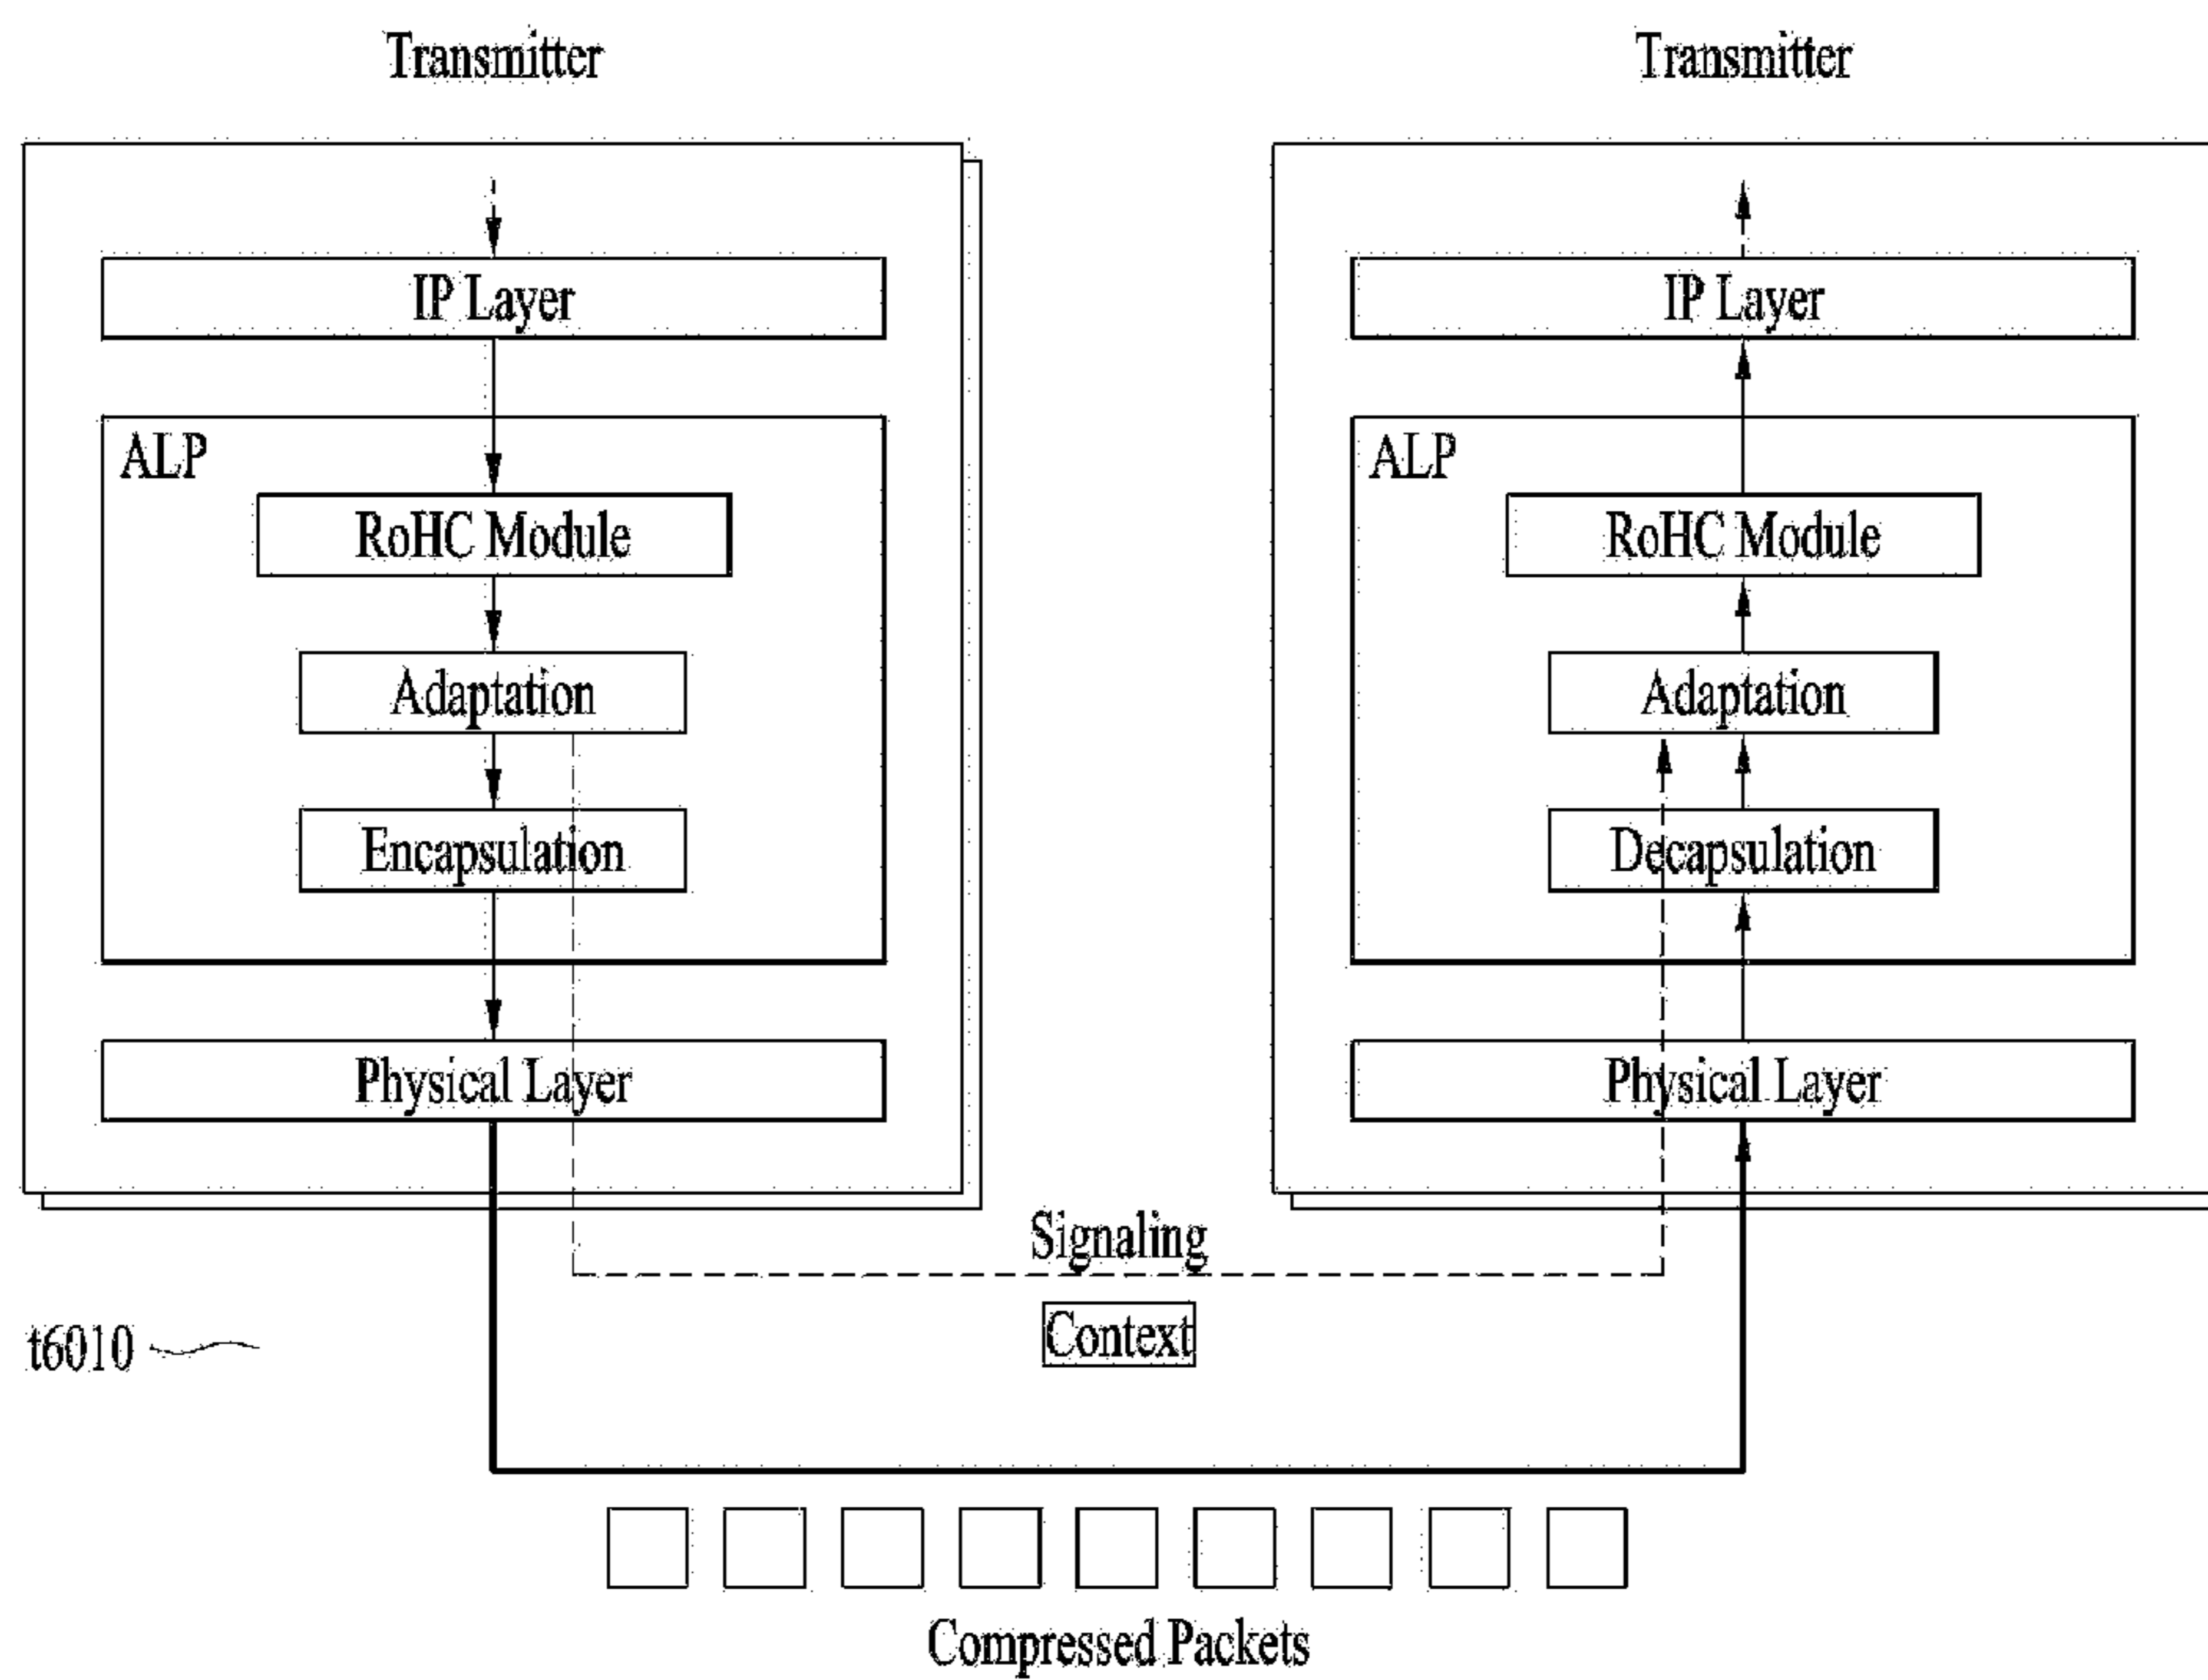 Transmitter
IP Layer
ALP
RoHC Module
Adaptation
Encapsulation
Physical Layer
Transmitter
IP Layer
ALP
RoHC Module
Adaptation
Decapsulation
Physical Layer
Signaling
Context
t6010
Compressed Packets